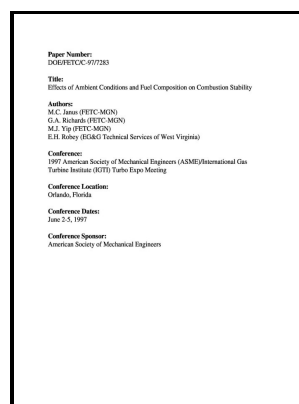 Paper Number:
DOE/FETC/C-97/7283
Title:
Effects of Ambient Conditions and Fuel Composition on Combustion Stability
Authors:
M.C. Janus (FETC-MGN)
G.A. Richards (FETC-MGN)
M.J. Yip (FETC-MGN)
E.H. Robey (EG&G Technical Services of West Virginia)
Conference:
1997 American Society of Mechanical Engineers (ASME)/International Gas
Turbine Institute (IGTI) Turbo Expo Meeting
Conference Location:
Orlando, Florida
Conference Dates:
June 2-5, 1997
Conference Sponsor:
American Society of Mechanical Engineers